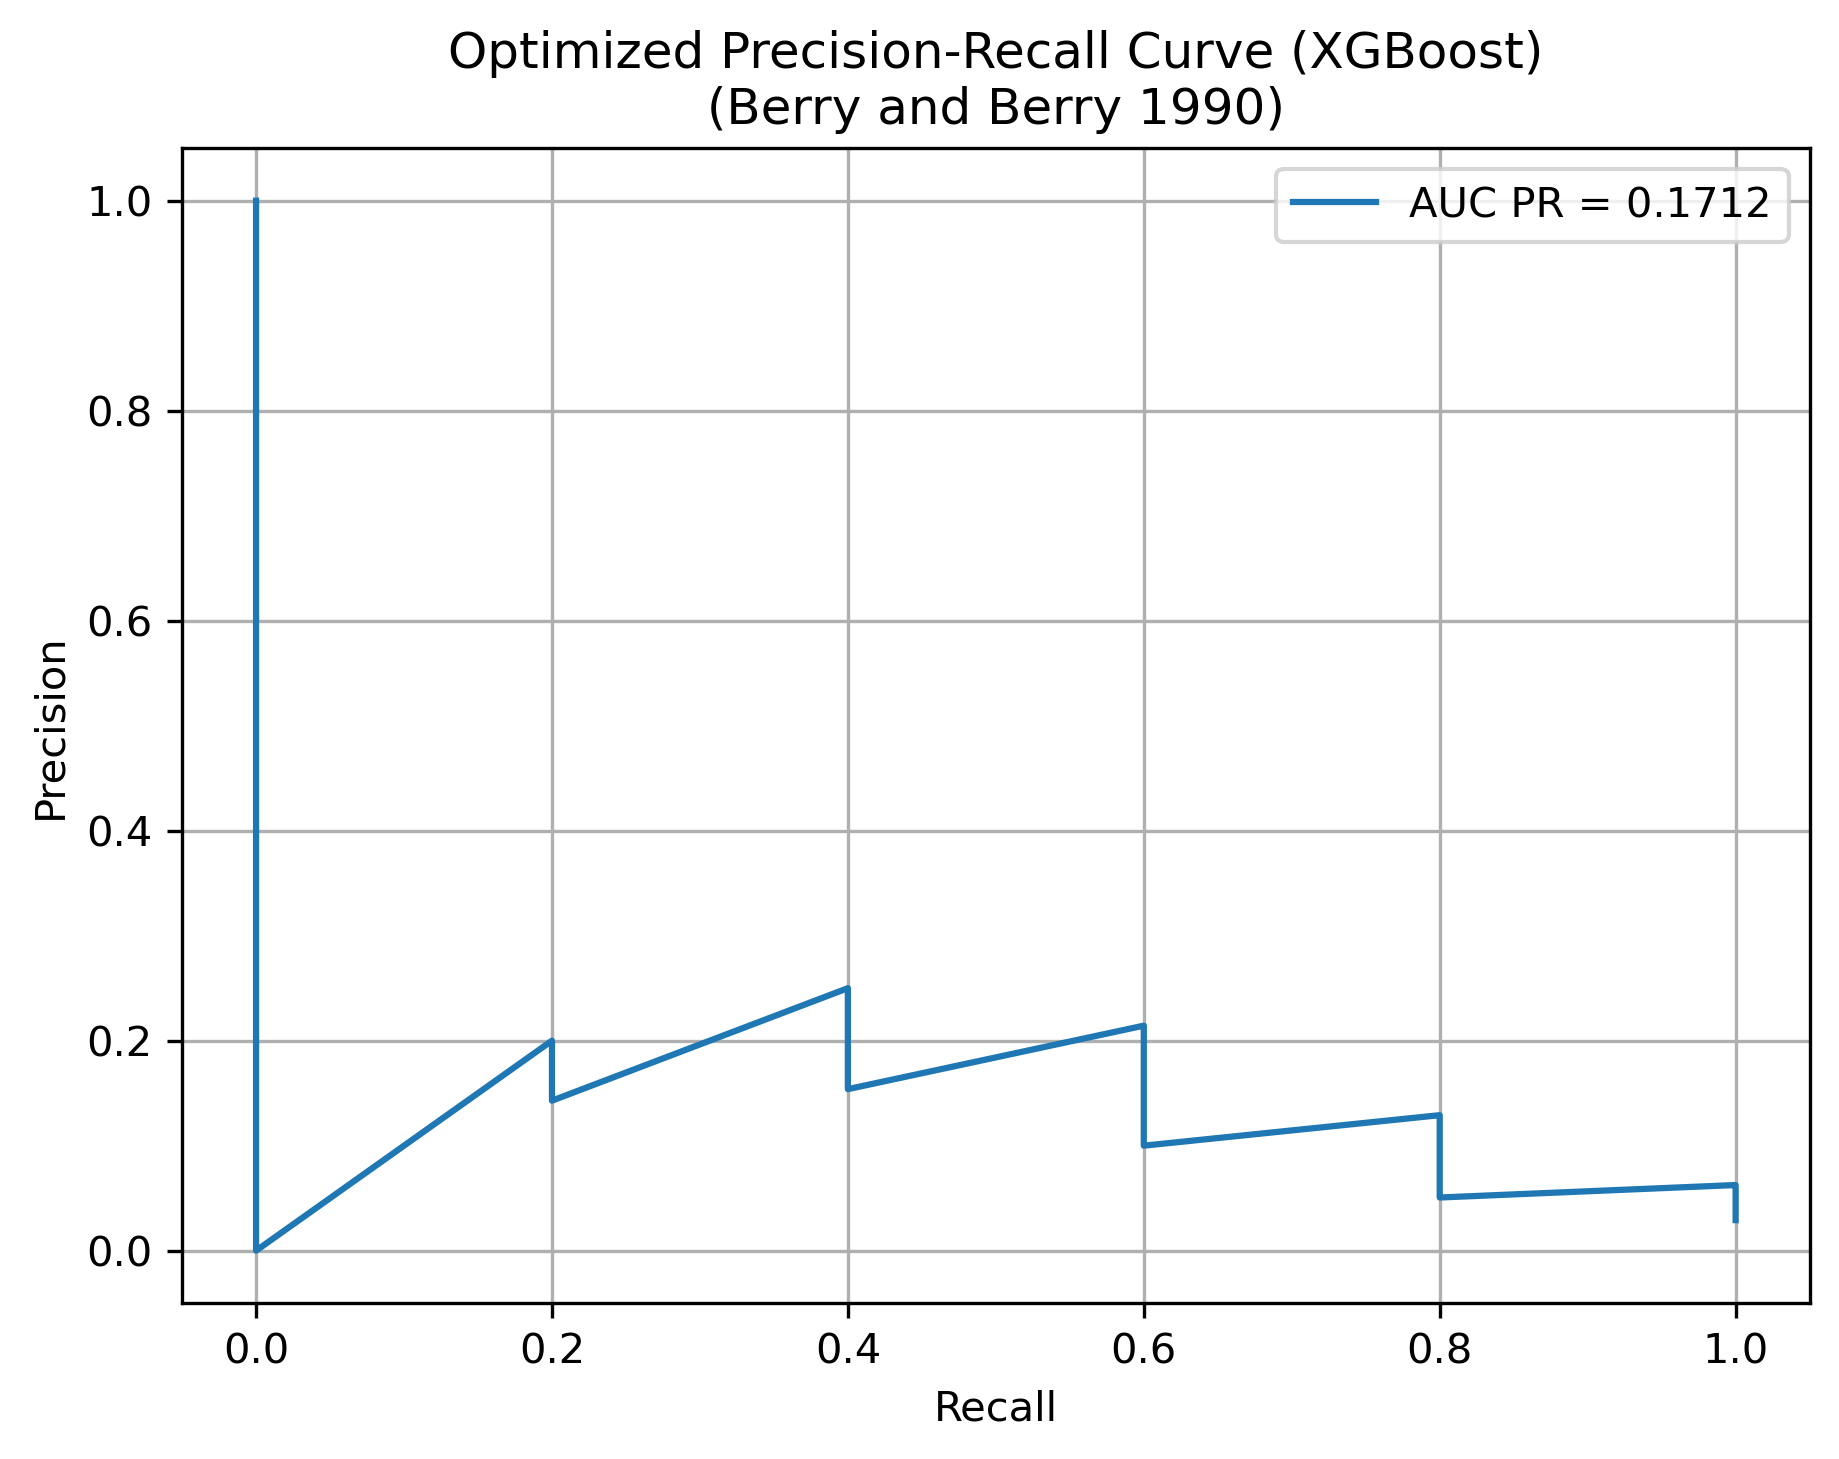 Optimized Precision-Recall Curve (XGBoost)
(Berry and Berry 1990)
AUC PR = 0.1712
1.0
0.8
0.6
0.4
0.2
0.0
Precision
0.0 0.2 0.4 0.6 0.8 1.0
Recall